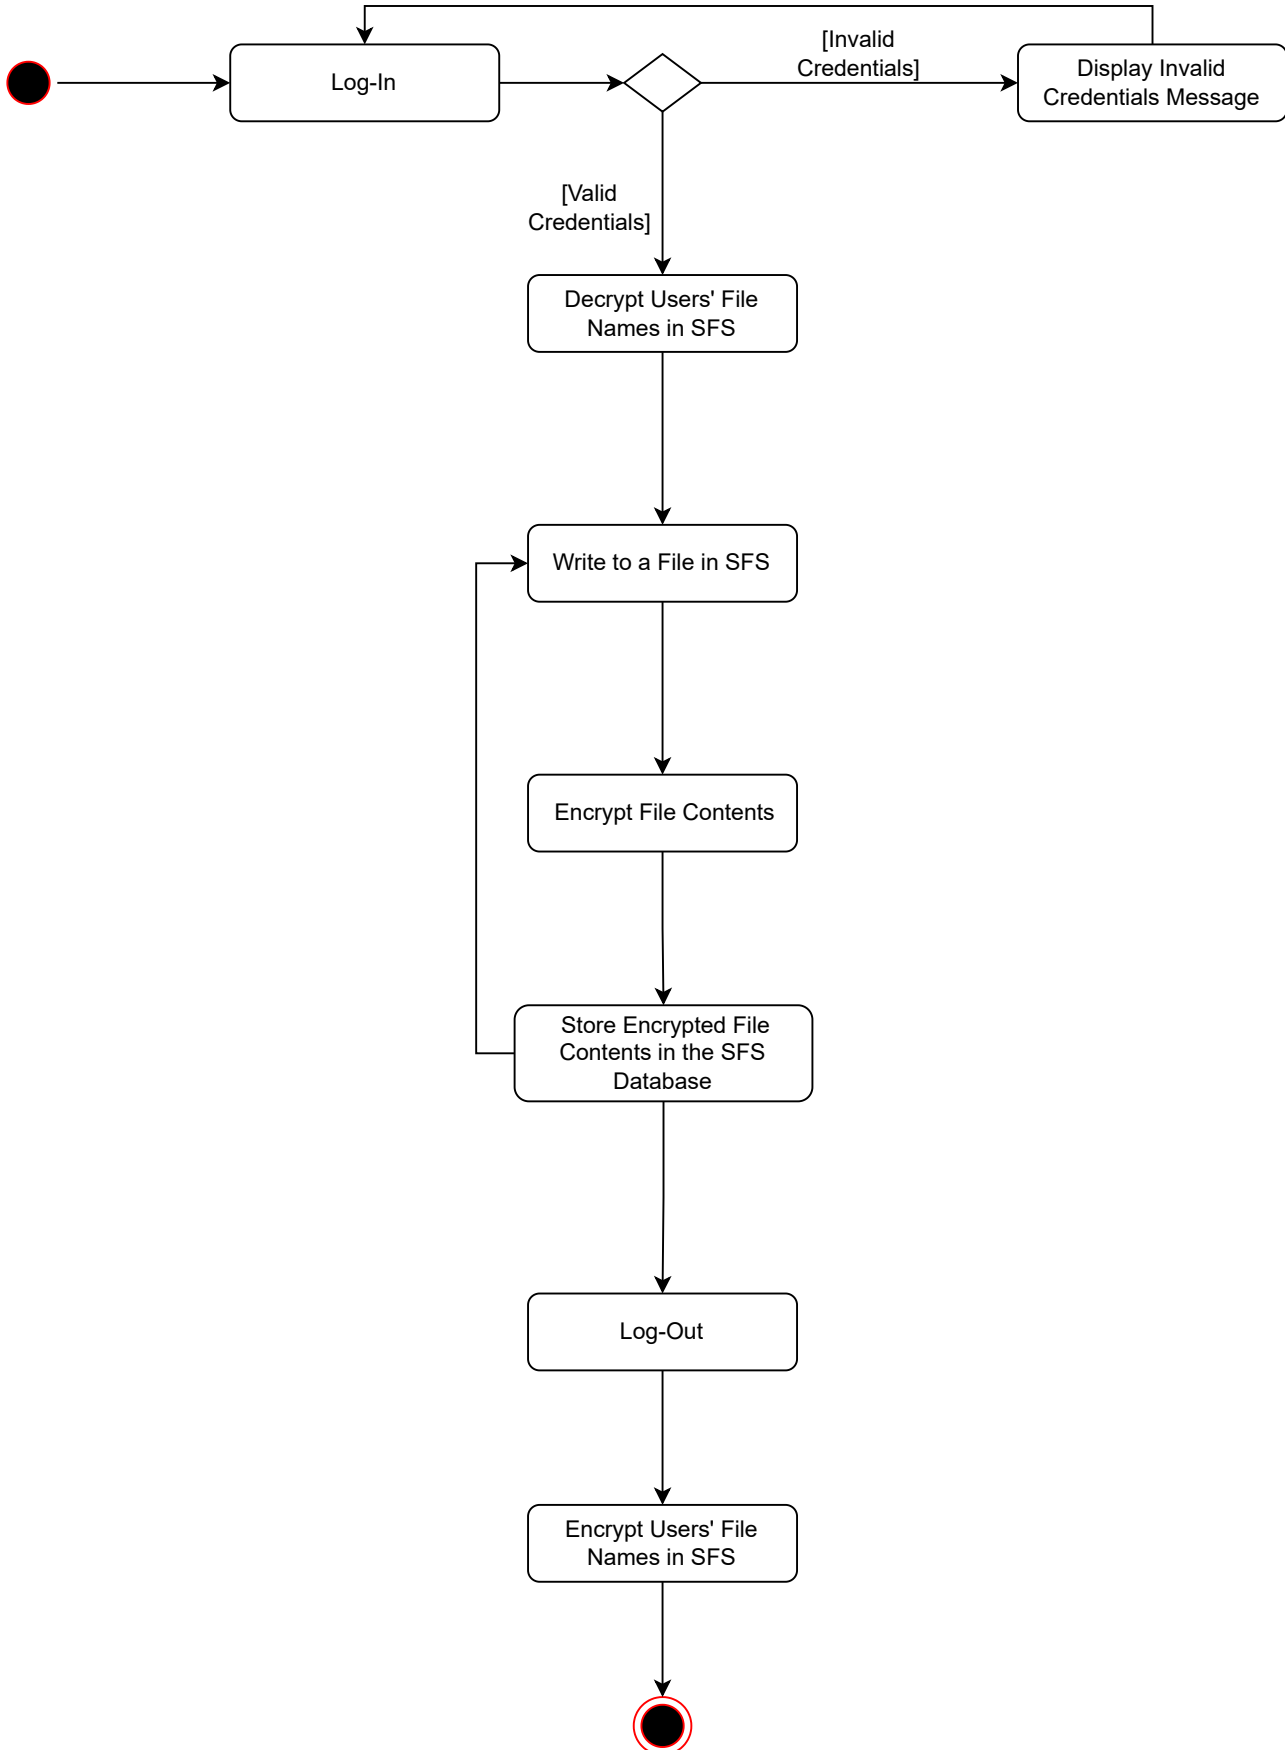 Log-In
[Invalid
Credentials]
Display Invalid
Credentials Message
[Valid
Credentials]
Decrypt Users' File
Names in SFS
Write to a File in SFS
Encrypt File Contents
Store Encrypted File
Contents in the SFS
Database
Log-Out
Encrypt Users' File
Names in SFS